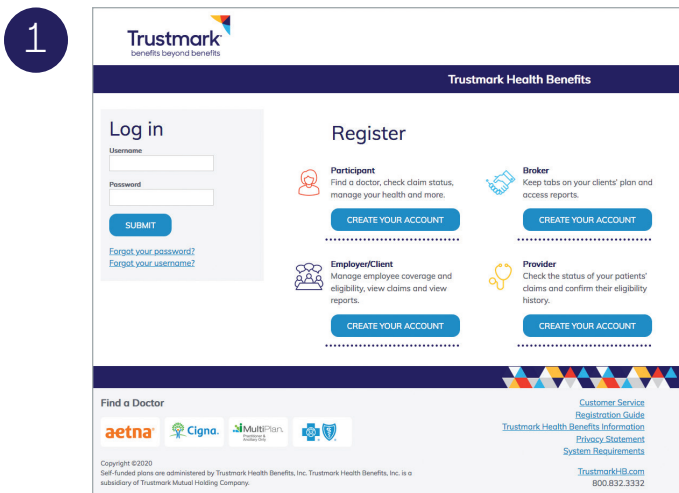 1
Trustmark
benefits beyond benefits
Trustmark Health Benefits
Log in
Username
Password
SUBMIT
Forgot your password?
Forgot your username?
Register
Participant
Find a doctor, check claim status,
manage your health and more.
CREATE YOUR ACCOUNT
Broker
Keep tabs on your clients' plan and
access reports.
CREATE YOUR ACCOUNT
Employer/Client
Manage employee coverage and
eligibility, view claims and view
reports.
CREATE YOUR ACCOUNT
Provider
Check the status of your patients'
claims and confirm their eligibility
history.
CREATE YOUR ACCOUNT
Find a Doctor
aetna
Cigna.
MultiPlan.
Practitioner &
Ancillary Only
Copyright ©2020
Self-funded plans are administered by Trustmark Health Benefits, Inc. Trustmark Health Benefits, Inc. is a
subsidiary of Trustmark Mutual Holding Company.
Customer Service
Registration Guide
Trustmark Health Benefits Information
Privacy Statement
System Requirements
TrustmarkHB.com
800.832.3332